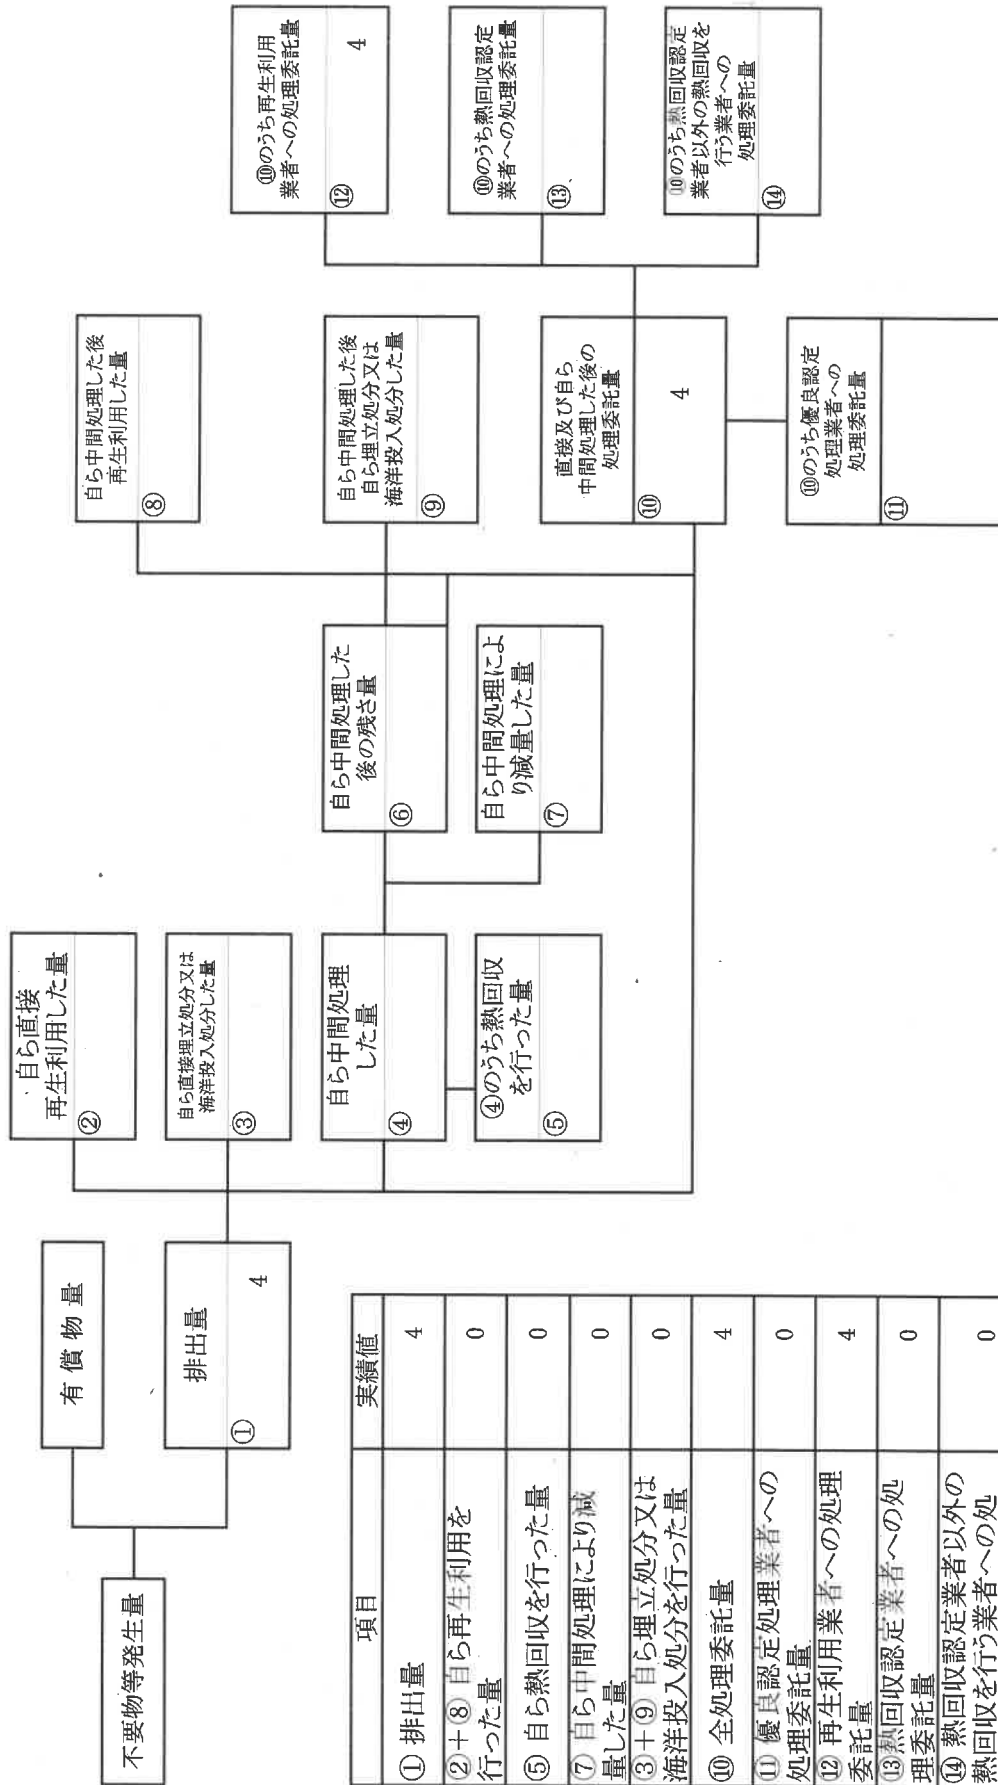 不要物等発生量
有償物量
排出量
① 4
自ら直接
再生利用した量
②
自ら直接埋立処分又は
海洋投入処分した量
③
自ら中間処理
した量
④
④のうち熱回収
を行った量
⑤
自ら中間処理した
後の残さ量
⑥
自ら中間処理によ
り減量した量
⑦
自ら中間処理した後
再生利用した量
⑧
自ら中間処理した後
自ら埋立処分又は
海洋投入処分した量
⑨
直接及び自ら
中間処理した後の
処理委託量
⑩ 4
⑩のうち優良認定
処理業者への
処理委託量
⑪
⑩のうち再生利用
業者への処理委託量
⑫ 4
⑩のうち熱回収認定
業者への処理委託量
⑬
⑩のうち熱回収認定
業者以外の熱回収を
行う業者への
処理委託量
⑭
項目 実績値
① 排出量 4
②+⑧ 自ら再生利用を
行った量 0
⑤ 自ら熱回収を行った量 0
⑦ 自ら中間処理により減
量した量 0
③+⑨ 自ら埋立処分又は
海洋投入処分を行った量 0
⑩ 全処理委託量 4
⑪ 優良認定処理業者への
処理委託量 0
⑫ 再生利用業者への処理
委託量 4
⑬熱回収認定業者への処
理委託量 0
⑭ 熱回収認定業者以外の
熱回収を行う業者への処 0